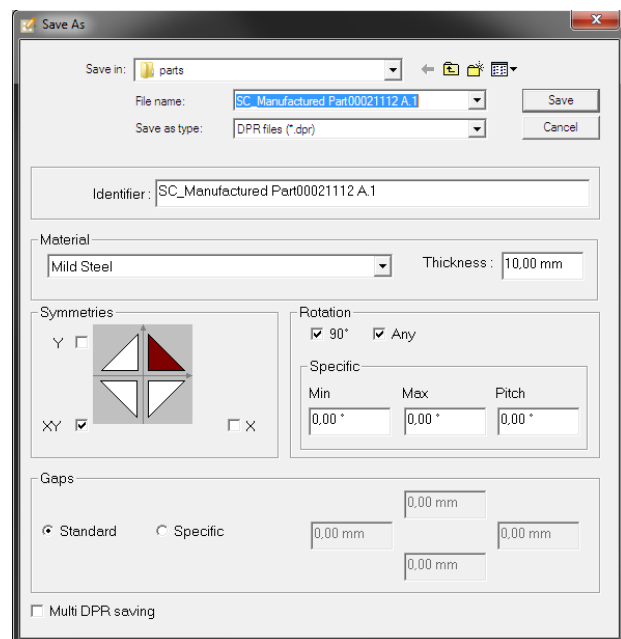 Save As
Save in: parts
File name: SC_Manufactured Part00021112 A.1 Save
Save as type: DPR files (*.dpr) Cancel
Identifier : SC_Manufactured Part00021112 A.1
Material
Mild Steel Thickness : 10,00 mm
Symmetries Rotation
Y 90° Any
Specific
Min Max Pitch
0,00 ° 0,00 ° 0,00 °
XY X
Gaps
0,00 mm
Standard Specific 0,00 mm 0,00 mm
0,00 mm
Multi DPR saving